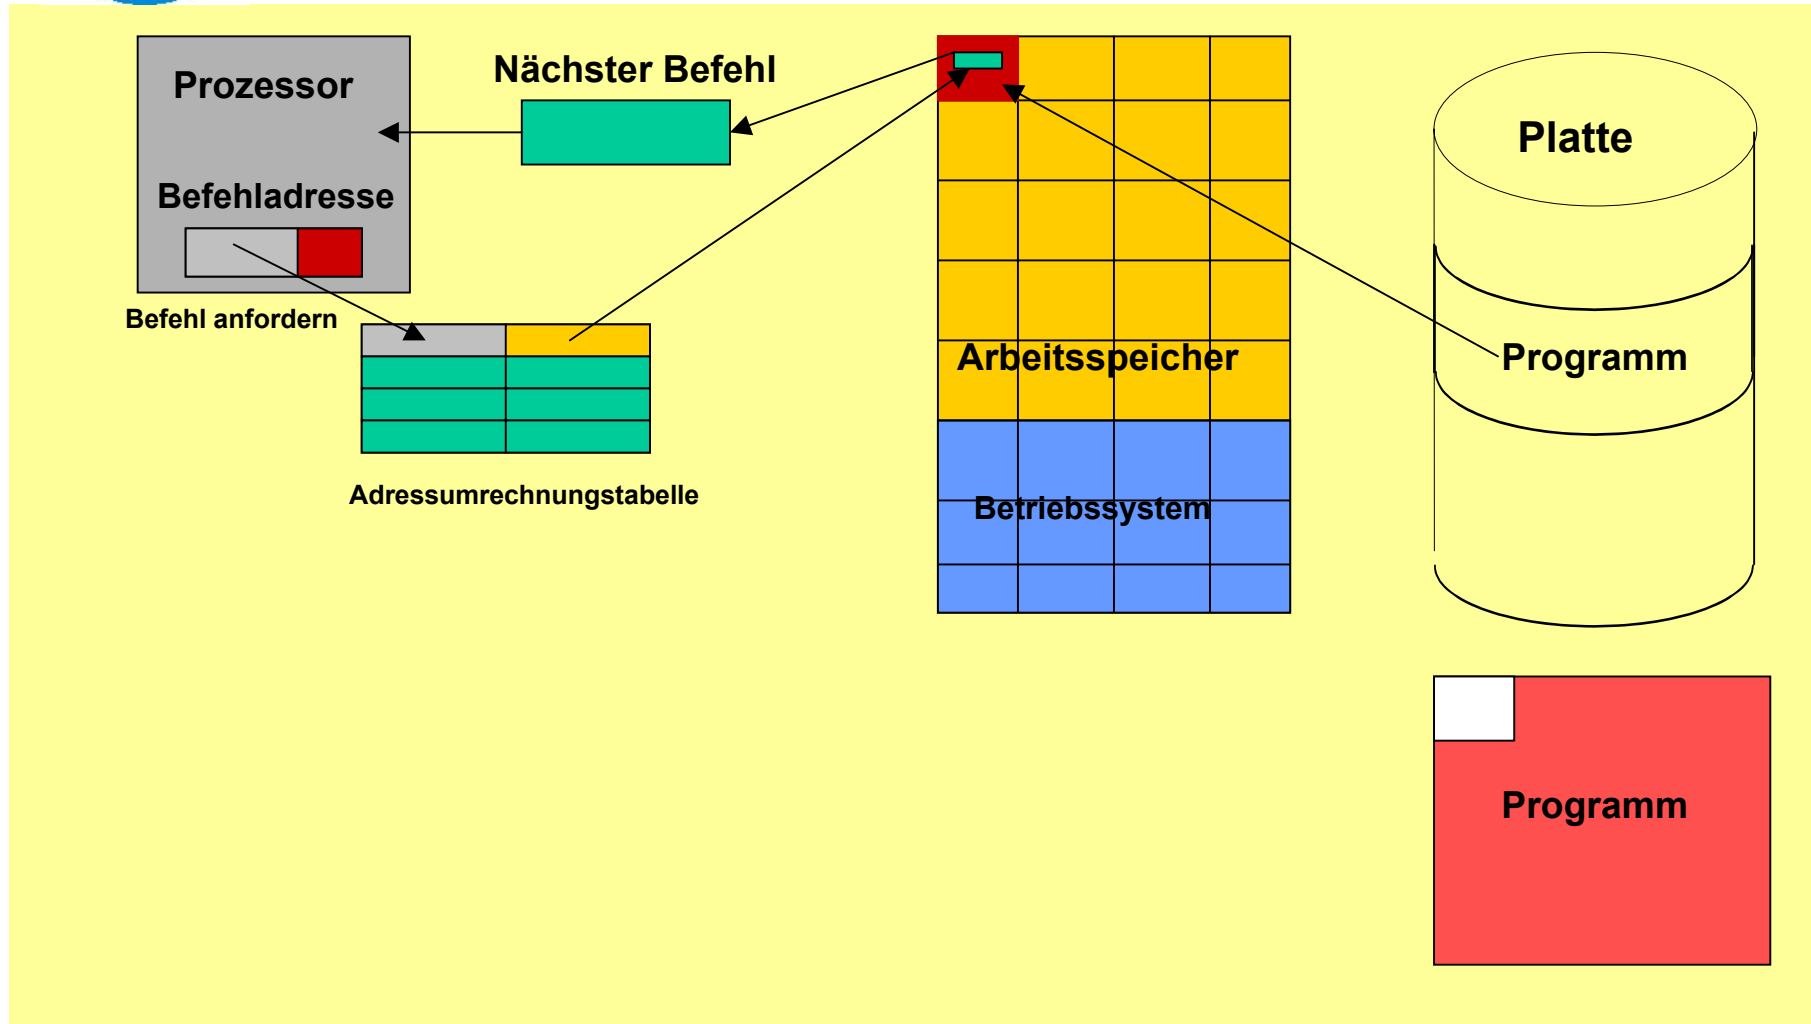 Prozessor
Nächster Befehl
Platte
Befehladresse
Befehl anfordern
Arbeitsspeicher
Programm
Adressumrechnungstabelle
Betriebssystem
Programm